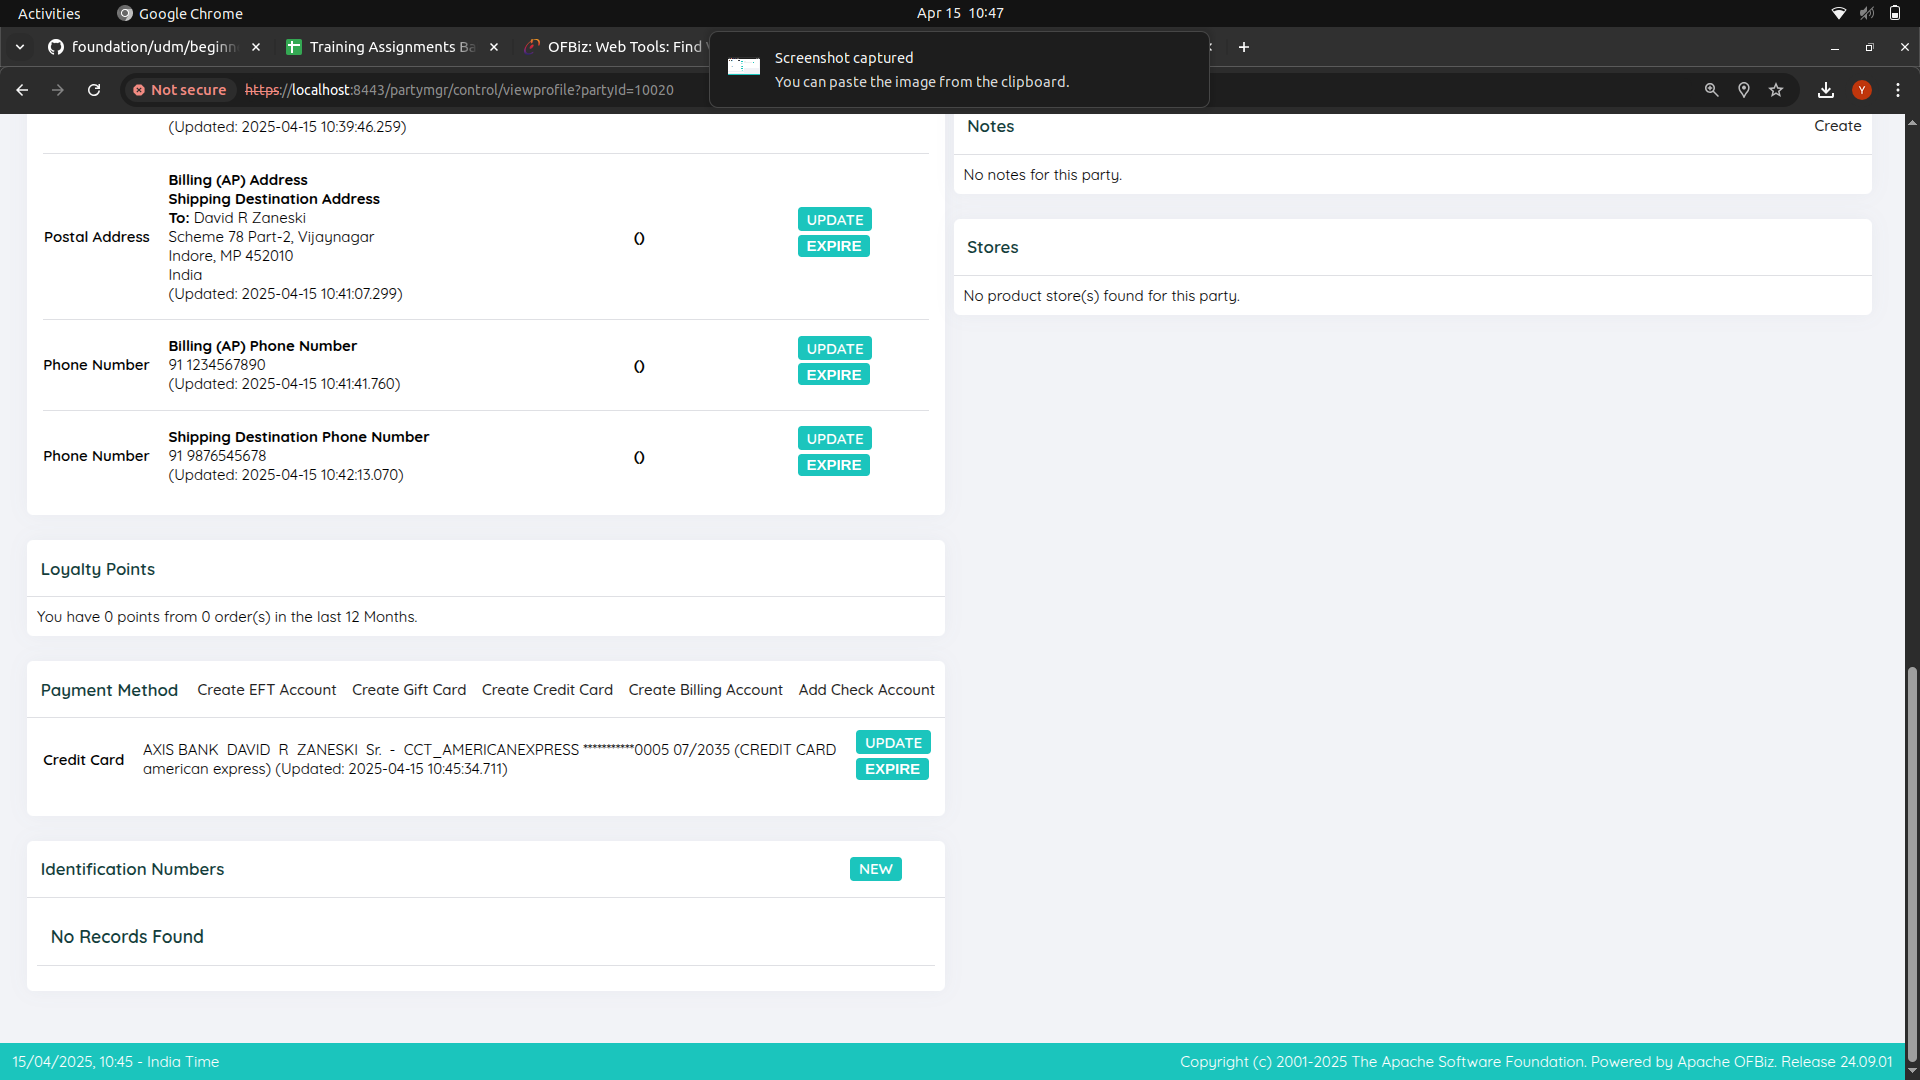 Activities
Google Chrome
Apr 15 10:47
foundation/udm/beginn
Training Assignments Ba
OFBiz: Web Tools: Find
Screenshot captured
You can paste the image from the clipboard.
Not secure
https://localhost:8443/partymgr/control/viewprofile?partyId=10020
Y
(Updated: 2025-04-15 10:39:46.259)
Postal Address
Billing (AP) Address
Shipping Destination Address
To: David R Zaneski
Scheme 78 Part-2, Vijaynagar
Indore, MP 452010
India
(Updated: 2025-04-15 10:41:07.299)
()
UPDATE
EXPIRE
Phone Number
Billing (AP) Phone Number
91 1234567890
(Updated: 2025-04-15 10:41:41.760)
()
UPDATE
EXPIRE
Phone Number
Shipping Destination Phone Number
91 9876545678
(Updated: 2025-04-15 10:42:13.070)
()
UPDATE
EXPIRE
Loyalty Points
You have 0 points from 0 order(s) in the last 12 Months.
Payment Method
Create EFT Account
Create Gift Card
Create Credit Card
Create Billing Account
Add Check Account
Credit Card
AXIS BANK DAVID R ZANESKI Sr. - CCT_AMERICANEXPRESS ***********0005 07/2035 (CREDIT CARD
american express) (Updated: 2025-04-15 10:45:34.711)
UPDATE
EXPIRE
Identification Numbers
NEW
No Records Found
Notes
Create
No notes for this party.
Stores
No product store(s) found for this party.
15/04/2025, 10:45 - India Time
Copyright (c) 2001-2025 The Apache Software Foundation. Powered by Apache OFBiz. Release 24.09.01